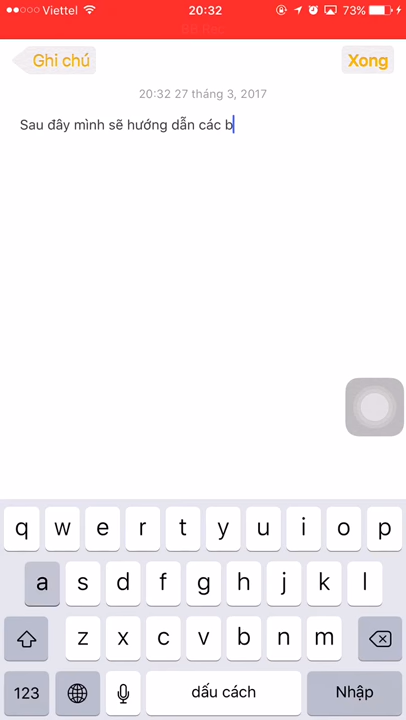 Viettel 20:32 73%
Ghi chú Xong
20:32 27 tháng 3, 2017
Sau đây mình sẽ hướng dẫn các b
q w e r t y u i o p
a s d f g h j k l
z x c v b n m
123 dấu cách Nhập